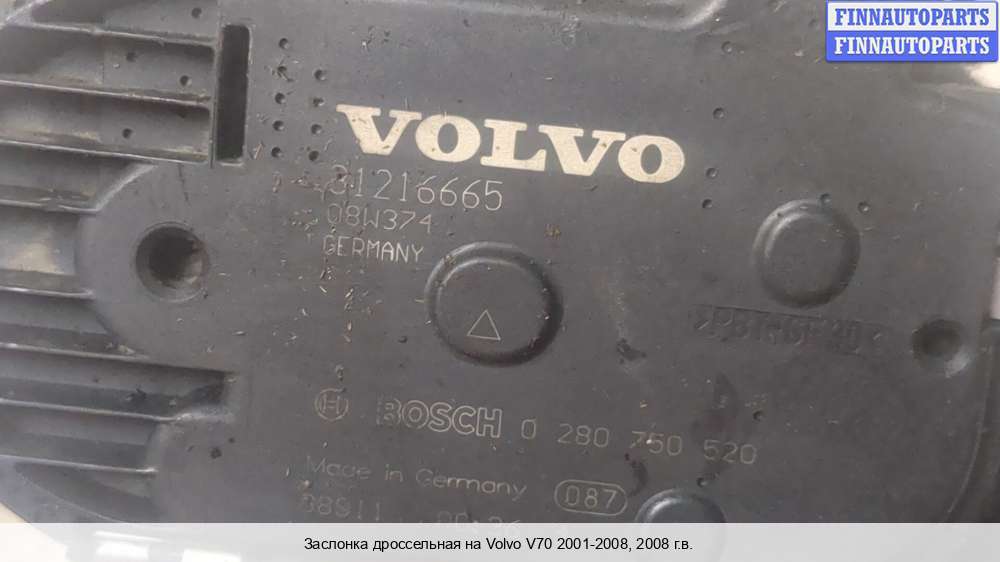 FINNAUTOPARTS
FINNAUTOPARTS
VOLVO
31216665
08W374
GERMANY
BOSCH 0 280 750 520
Made in Germany 087
Заслонка дроссельная на Volvo V70 2001-2008, 2008 г.в.